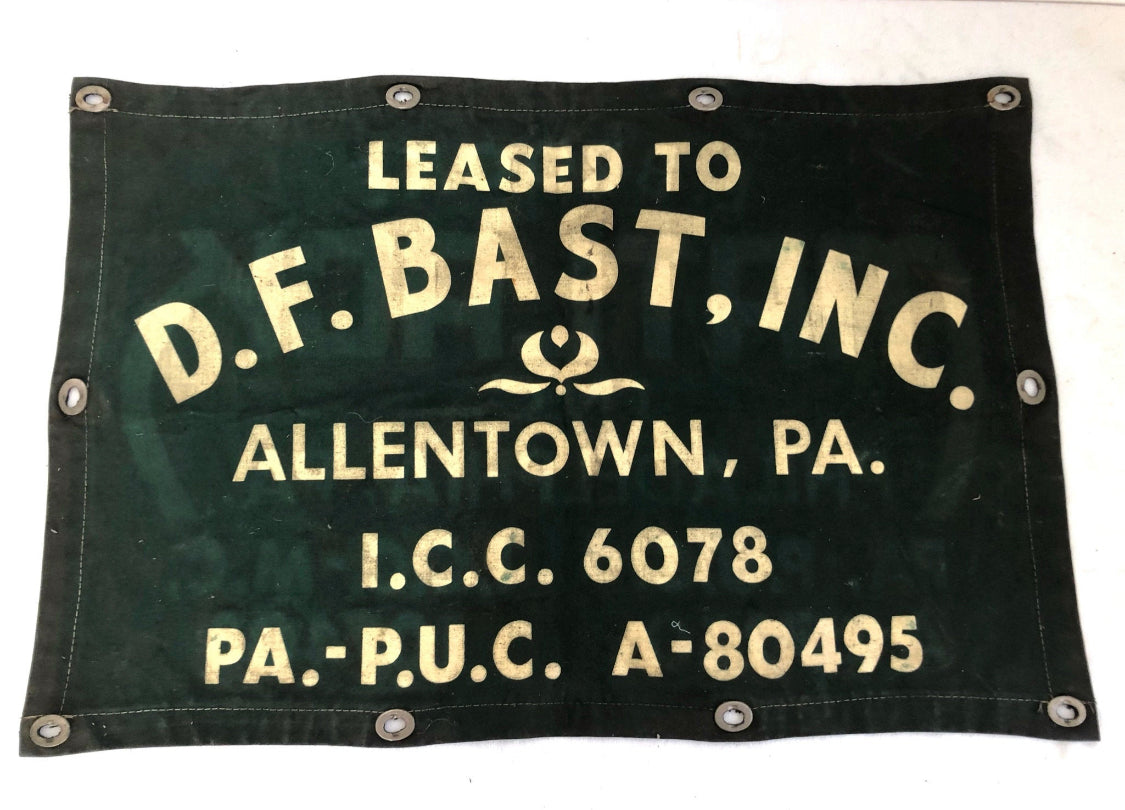 LEASED TO
D.F. BAST, INC.
ALLENTOWN, PA.
I.C.C. 6078
PA.-P.U.C. A-80495